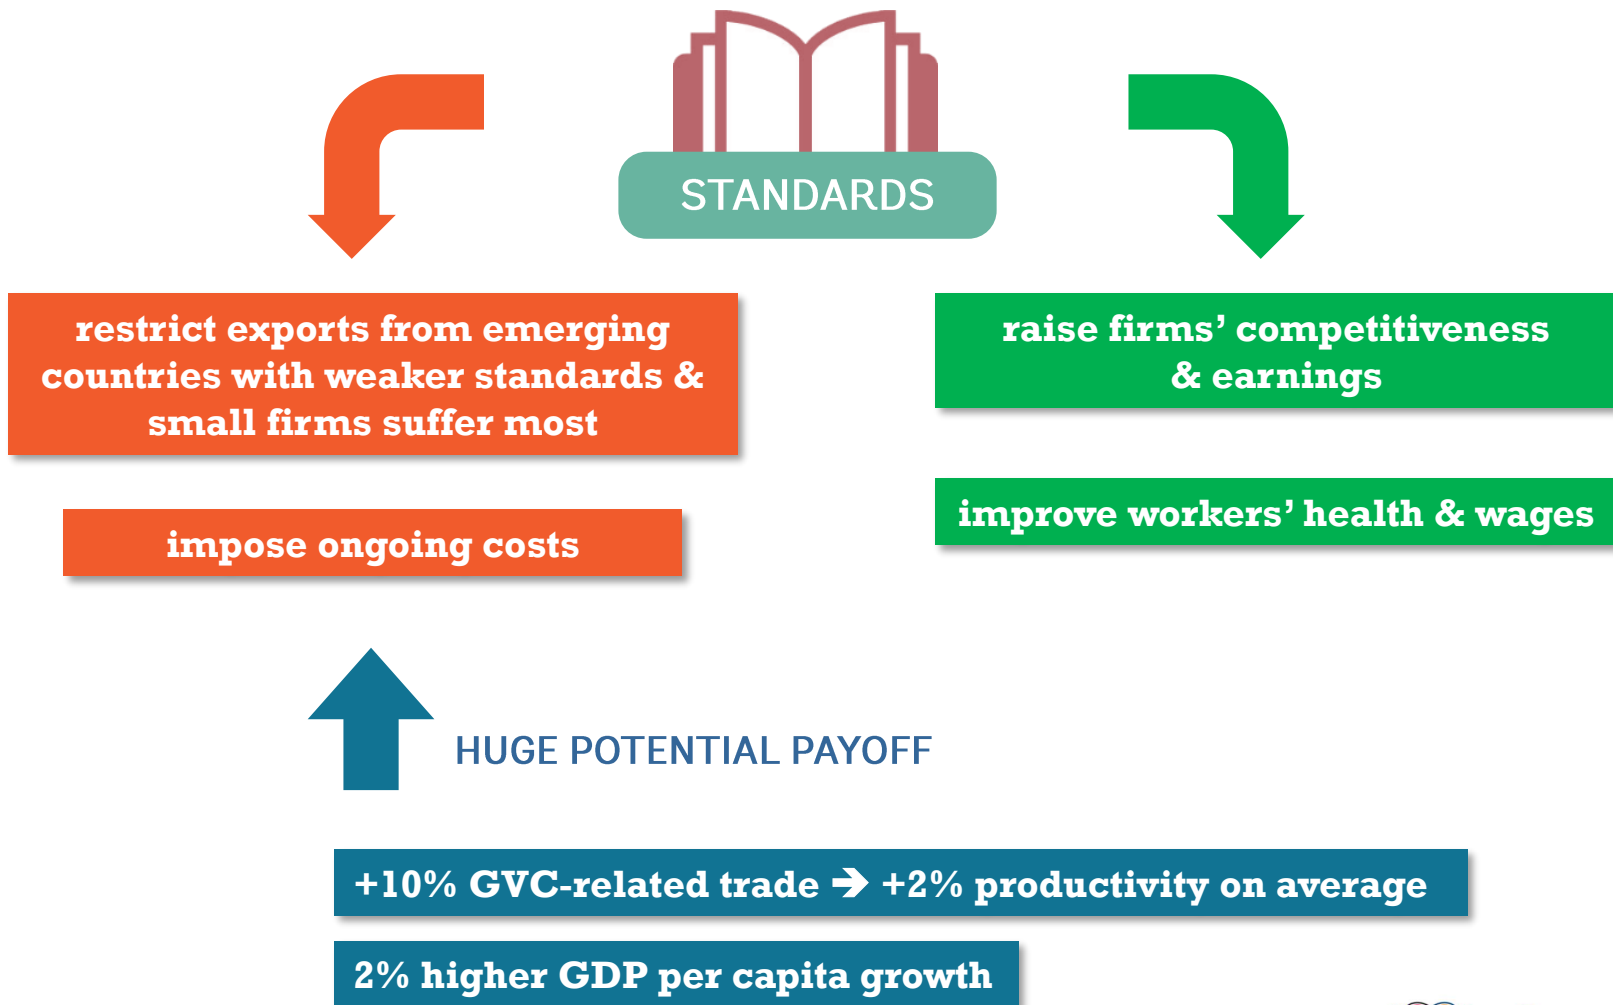 STANDARDS
restrict exports from emerging
countries with weaker standards &
small firms suffer most
impose ongoing costs
raise firms’ competitiveness
& earnings
improve workers’ health & wages
HUGE POTENTIAL PAYOFF
+10% GVC-related trade ➔ +2% productivity on average
2% higher GDP per capita growth